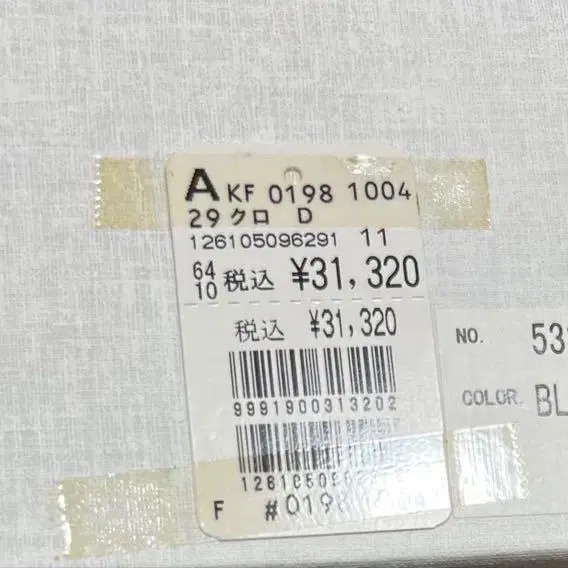 A KF 0198 1004
29 クロ D
126105096291 11
64
10 税込 ¥31,320
税込 ¥31,320
9991900313202
F #019
NO. 53
COLOR. BL